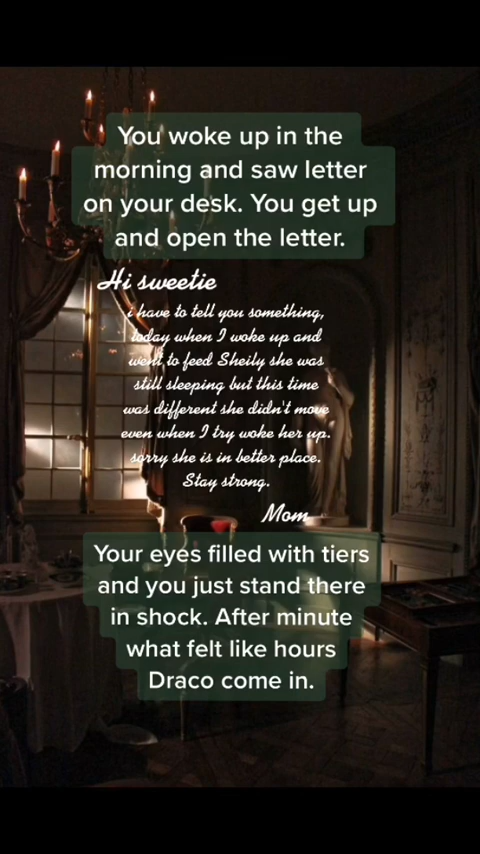 You woke up in the
morning and saw letter
on your desk. You get up
and open the letter.
Hi sweetie
i have to tell you something,
today when I woke up and
went to feed Sheily she was
still sleeping but this time
was different she didn't move
even when I try woke her up.
sorry she is in better place.
Stay strong.
Mom
Your eyes filled with tiers
and you just stand there
in shock. After minute
what felt like hours
Draco come in.